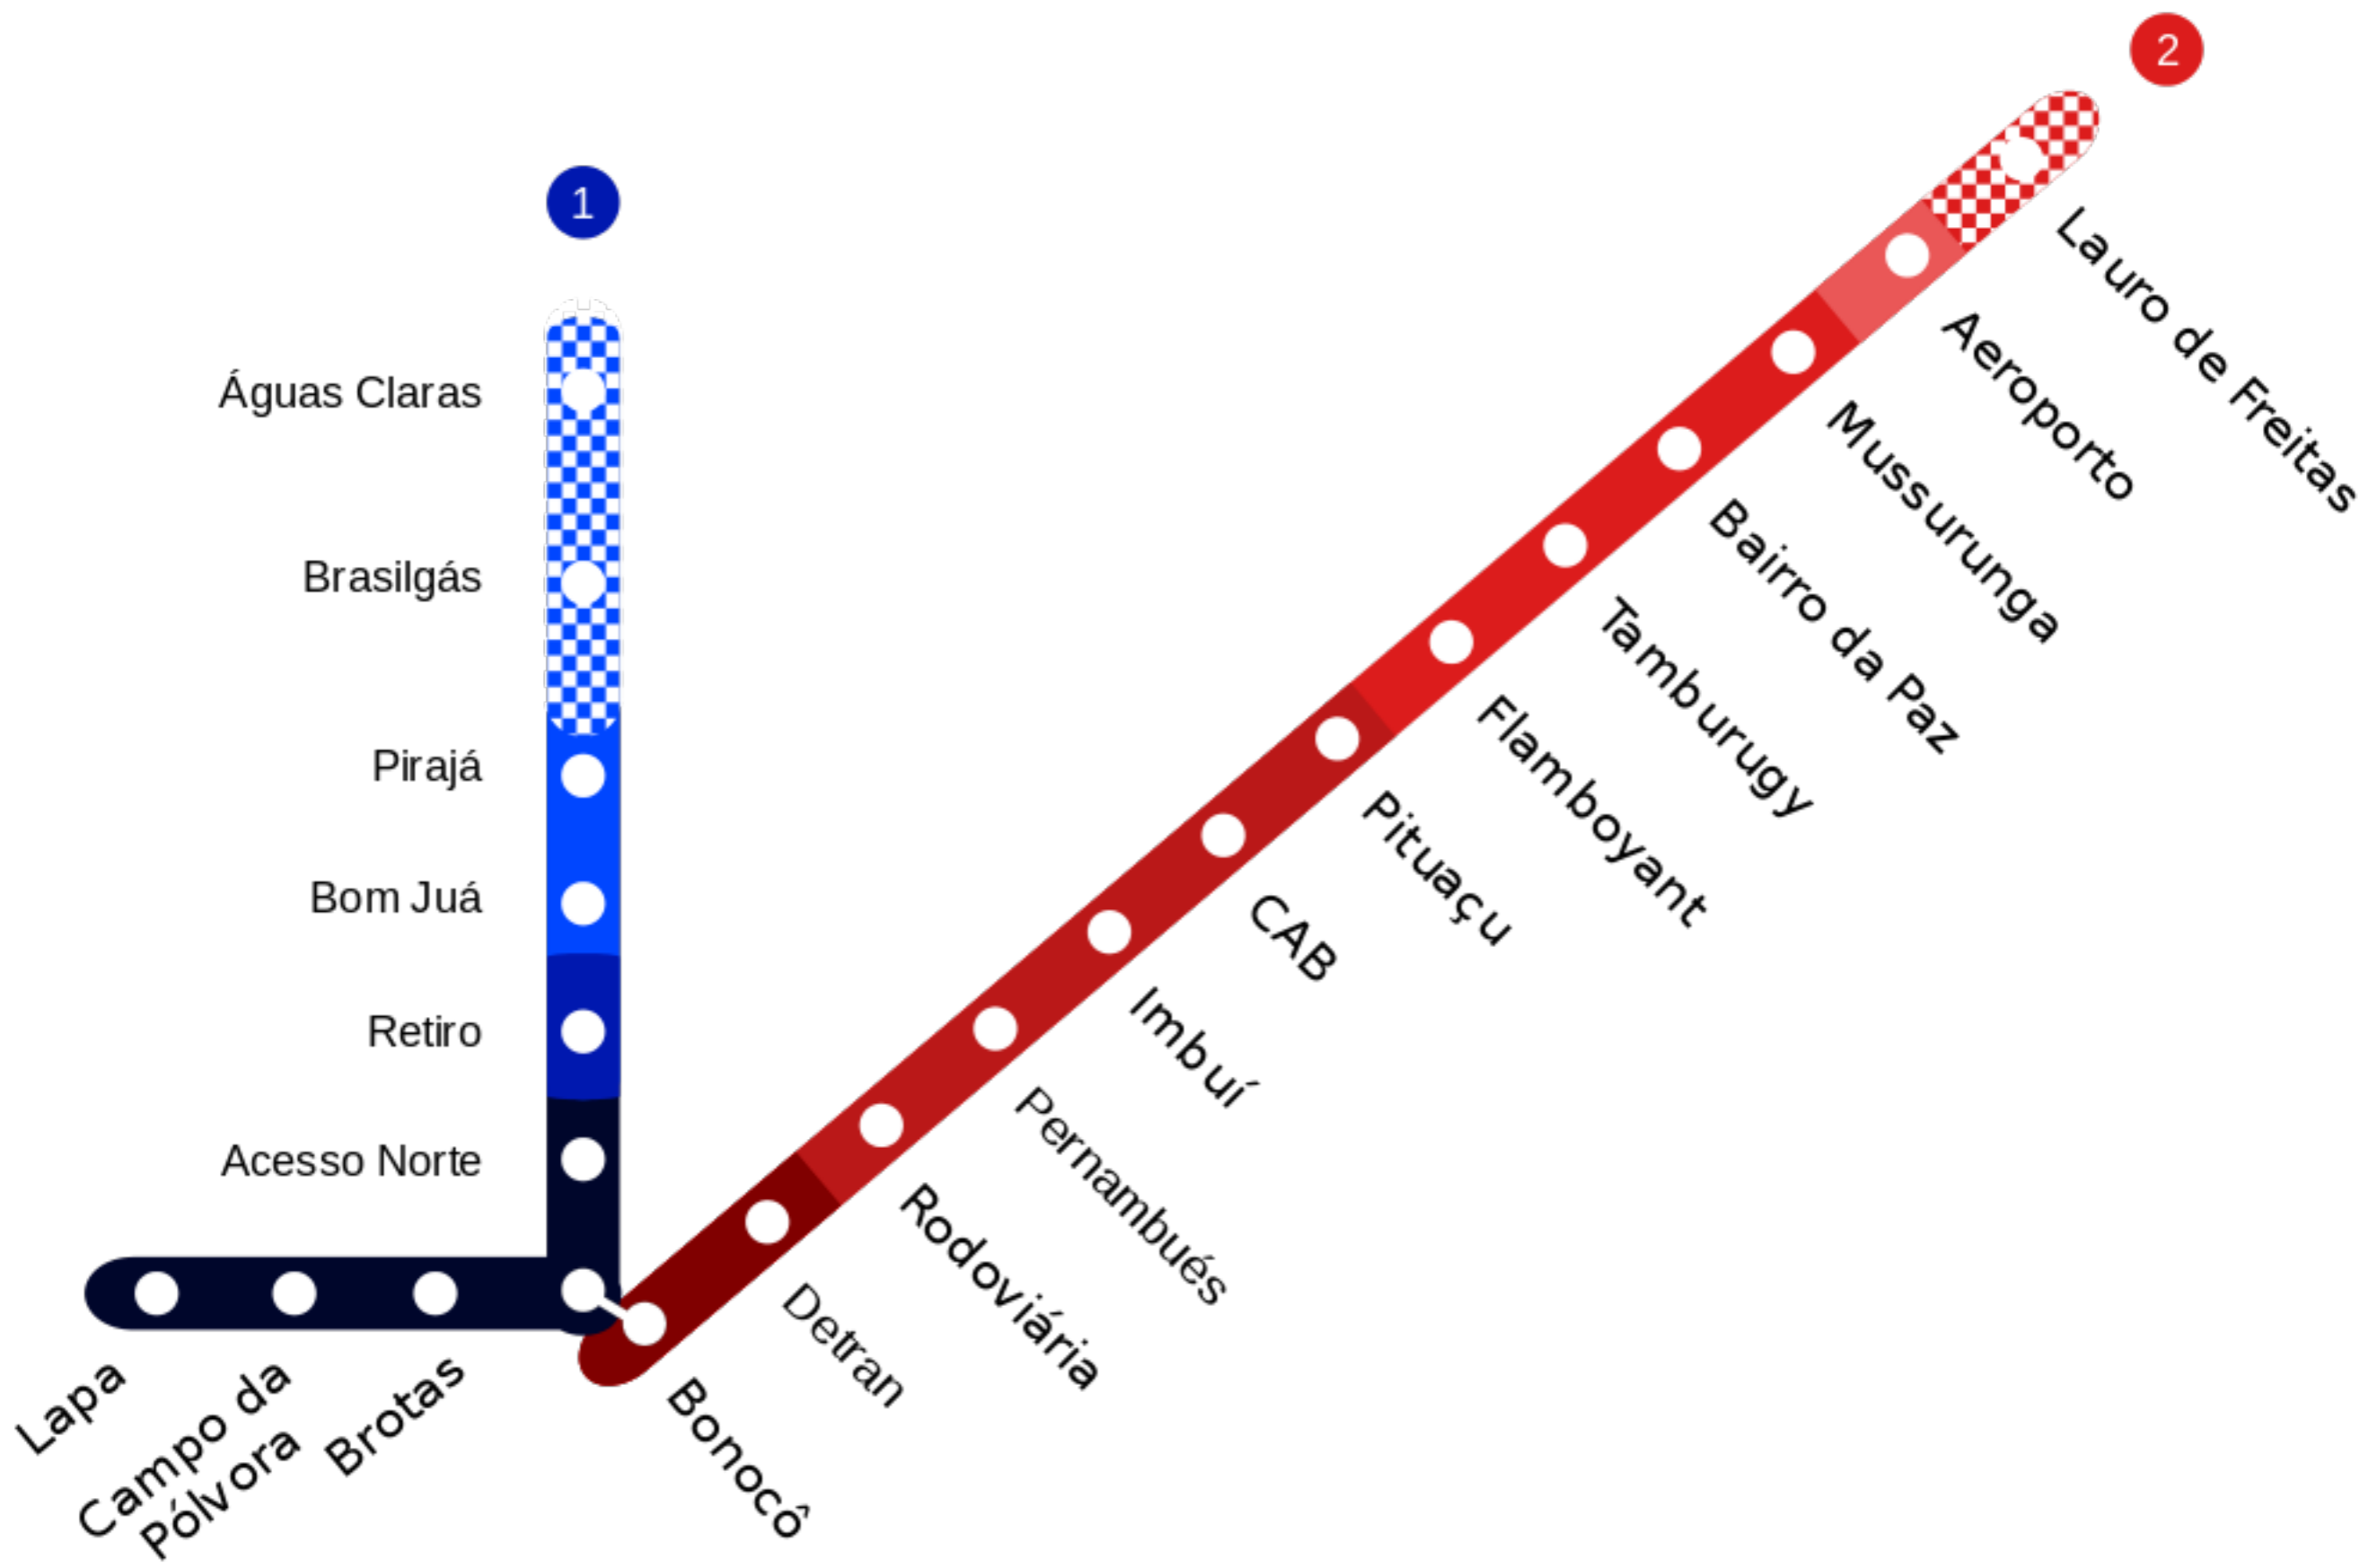 2
1
Águas Claras
Brasilgás
Pirajá
Bom Juá
Retiro
Acesso Norte
Lapa
Campo da
Pólvora
Brotas
Bonocô
Detran
Rodoviária
Pernambués
Imbuí
CAB
Pituaçu
Flamboyant
Tamburugy
Bairro da Paz
Mussurunga
Aeroporto
Lauro de Freitas